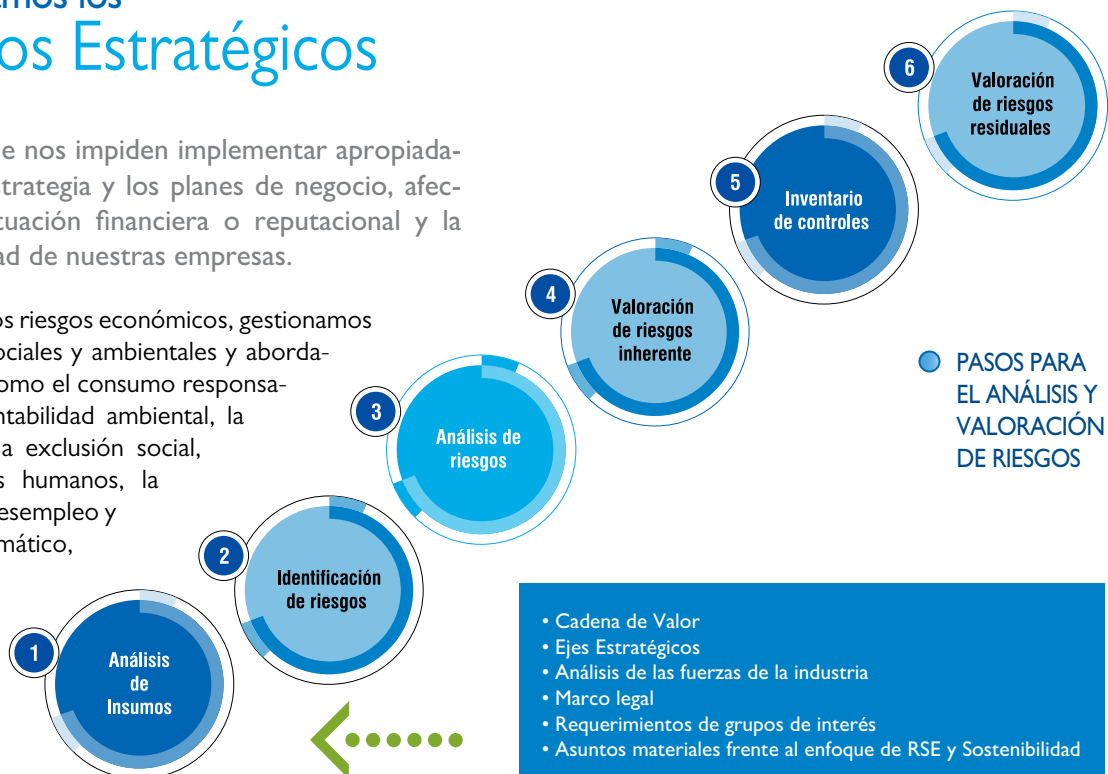 los
os Estratégicos
e nos impiden implementar apropiada-
strategia y los planes de negocio, afec-
tuación financiera o reputacional y la
ad de nuestras empresas.
os riesgos económicos, gestionamos
ociales y ambientales y aborda-
omo el consumo responsa-
ntabilidad ambiental, la
a exclusión social,
s humanos, la
esempleo y
mático,
1
Análisis
de
Insumos
2
Identificación
de riesgos
3
Análisis de
riesgos
4
Valoración
de riesgos
inherente
5
Inventario
de controles
6
Valoración
de riesgos
residuales
PASOS PARA
EL ANÁLISIS Y
VALORACIÓN
DE RIESGOS
• Cadena de Valor
• Ejes Estratégicos
• Análisis de las fuerzas de la industria
• Marco legal
• Requerimientos de grupos de interés
• Asuntos materiales frente al enfoque de RSE y Sostenibilidad